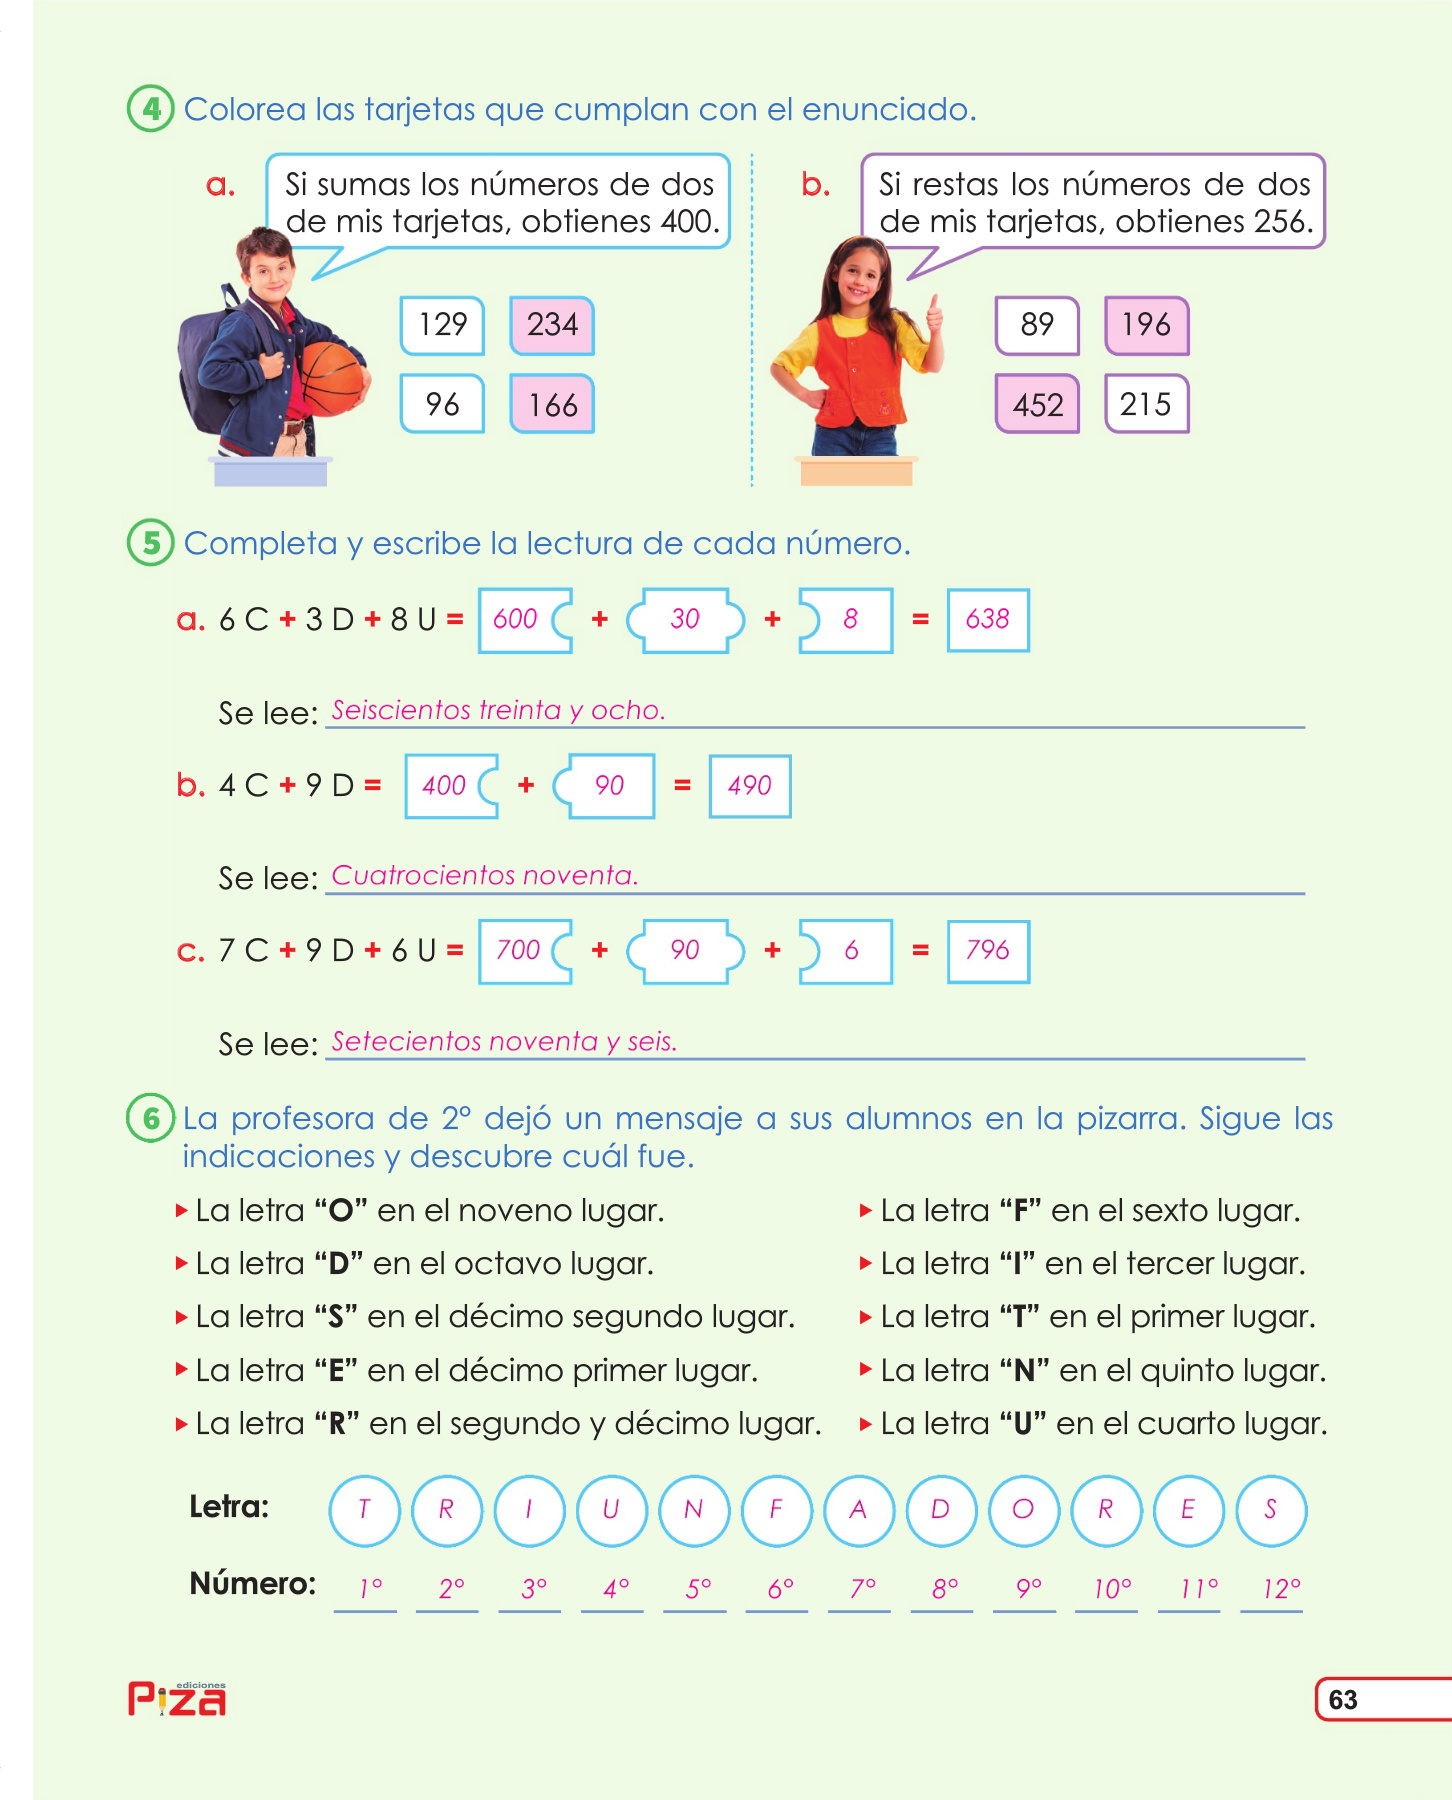 4 Colorea las tarjetas que cumplan con el enunciado.
a. Si sumas los números de dos
de mis tarjetas, obtienes 400.
129 234
96 166
b. Si restas los números de dos
de mis tarjetas, obtienes 256.
89 196
452 215
5 Completa y escribe la lectura de cada número.
a. 6 C + 3 D + 8 U = 600 + 30 + 8 = 638
Se lee: Seiscientos treinta y ocho.
b. 4 C + 9 D = 400 + 90 = 490
Se lee: Cuatrocientos noventa.
c. 7 C + 9 D + 6 U = 700 + 90 + 6 = 796
Se lee: Setecientos noventa y seis.
6 La profesora de 2° dejó un mensaje a sus alumnos en la pizarra. Sigue las
indicaciones y descubre cuál fue.
La letra “O” en el noveno lugar.
La letra “D” en el octavo lugar.
La letra “S” en el décimo segundo lugar.
La letra “E” en el décimo primer lugar.
La letra “R” en el segundo y décimo lugar.
La letra “F” en el sexto lugar.
La letra “I” en el tercer lugar.
La letra “T” en el primer lugar.
La letra “N” en el quinto lugar.
La letra “U” en el cuarto lugar.
Letra: T R I U N F A D O R E S
Número: 1° 2° 3° 4° 5° 6° 7° 8° 9° 10° 11° 12°
ediciones
Piza
63